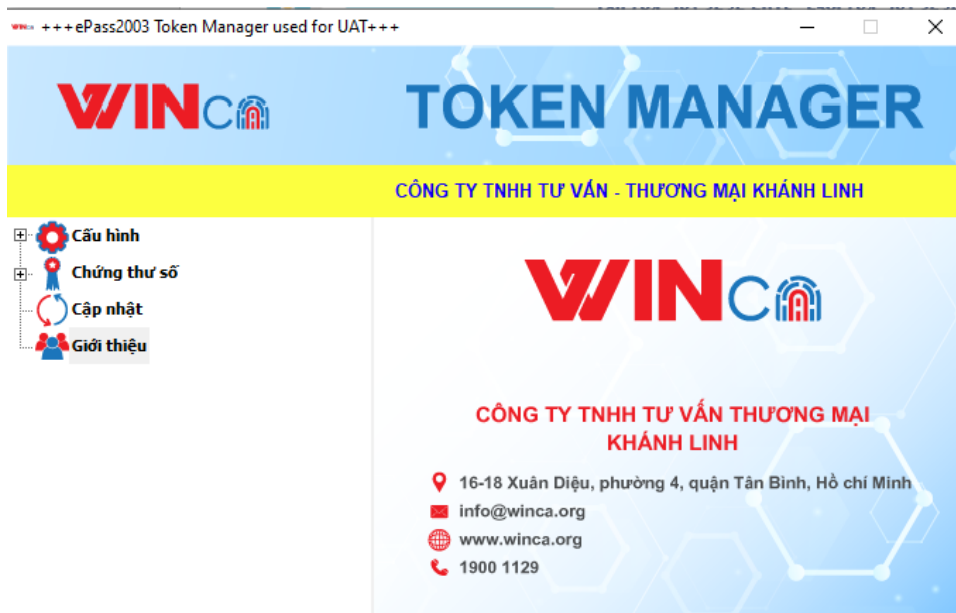 +++ePass2003 Token Manager used for UAT+++
WINCA TOKEN MANAGER
CÔNG TY TNHH TƯ VẤN - THƯƠNG MẠI KHÁNH LINH
Cấu hình
Chứng thư số
Cập nhật
Giới thiệu
WINCA
CÔNG TY TNHH TƯ VẤN THƯƠNG MẠI
KHÁNH LINH
16-18 Xuân Diệu, phường 4, quận Tân Bình, Hồ chí Minh
info@winca.org
www.winca.org
1900 1129